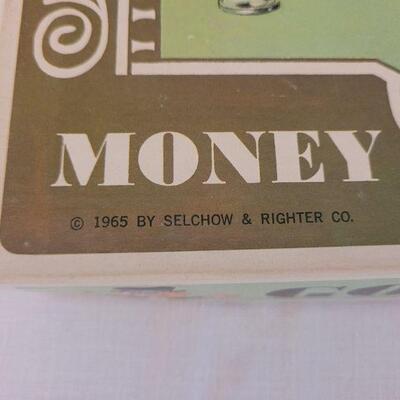 MONEY
© 1965 BY SELCHOW & RIGHTER CO.